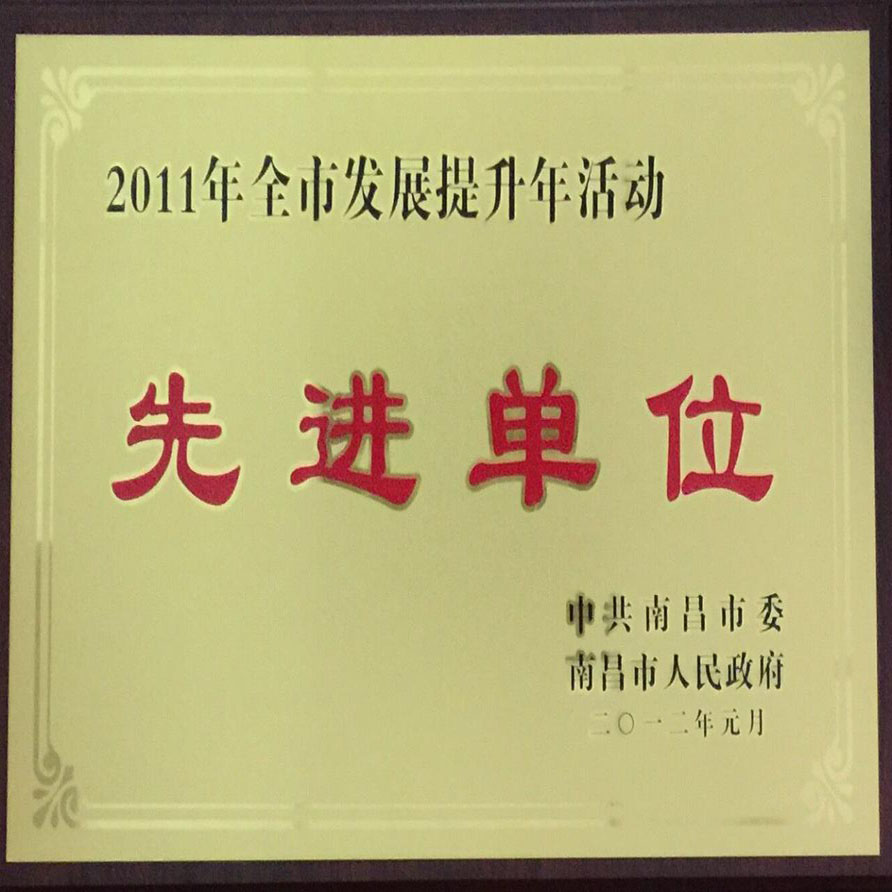 2011年全市发展提升年活动
先进单位
中共南昌市委
南昌市人民政府
二〇一二年元月